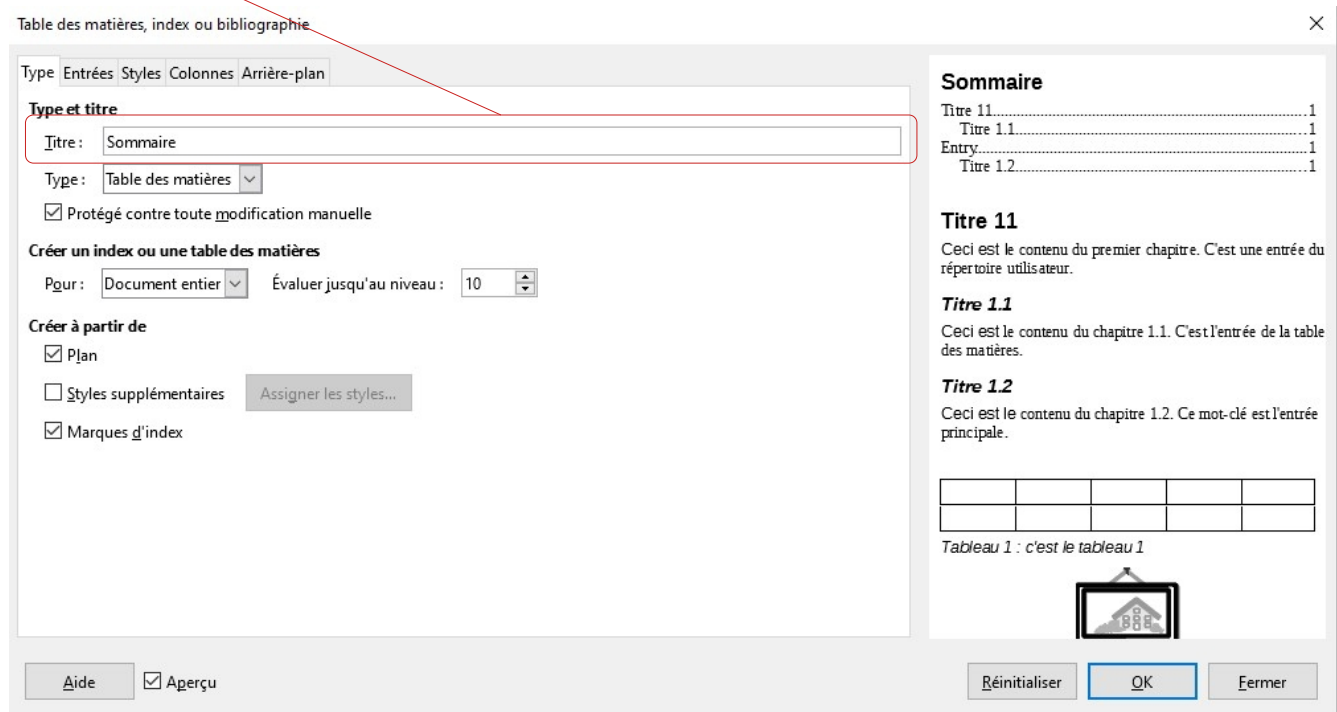 Table des matières, index ou bibliographie
Type Entrées Styles Colonnes Arrière-plan
Type et titre
Titre : Sommaire
Type : Table des matières
Protégé contre toute modification manuelle
Créer un index ou une table des matières
Pour : Document entier Évaluer jusqu'au niveau : 10
Créer à partir de
Plan
Styles supplémentaires Assigner les styles...
Marques d'index
Aide Aperçu
Sommaire
Titre 11.......................................................................1
Titre 1.1...................................................................1
Entry..........................................................................1
Titre 1.2...................................................................1
Titre 11
Ceci est le contenu du premier chapitre. C'est une entrée du
répertoire utilisateur.
Titre 1.1
Ceci est le contenu du chapitre 1.1. C'est l'entrée de la table
des matières.
Titre 1.2
Ceci est le contenu du chapitre 1.2. Ce mot-clé est l'entrée
principale.
Tableau 1 : c'est le tableau 1
Réinitialiser OK Fermer